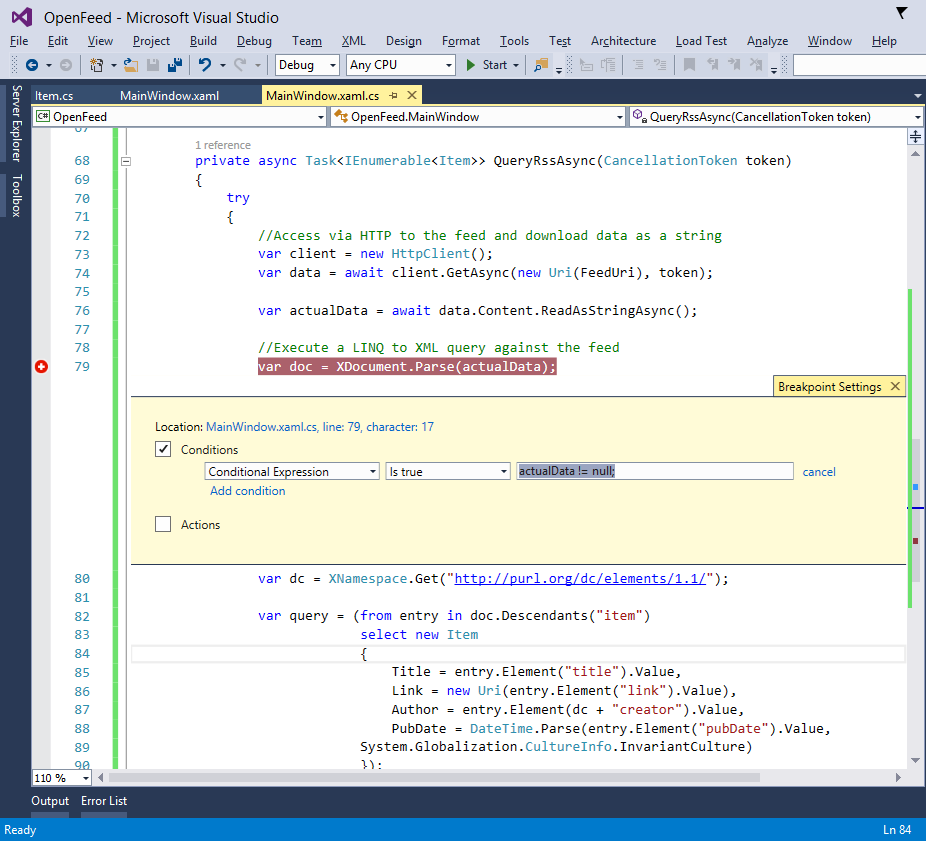 OpenFeed - Microsoft Visual Studio
File Edit View Project Build Debug Team XML Design Format Tools Test Architecture Load Test Analyze Window Help
Debug Any CPU Start
Server Explorer
Toolbox
Item.cs MainWindow.xaml MainWindow.xaml.cs
C# OpenFeed OpenFeed.MainWindow QueryRssAsync(CancellationToken token)
67
1 reference
68 private async Task<IEnumerable<Item>> QueryRssAsync(CancellationToken token)
69 {
70 try
71 {
72 //Access via HTTP to the feed and download data as a string
73 var client = new HttpClient();
74 var data = await client.GetAsync(new Uri(FeedUri), token);
75
76 var actualData = await data.Content.ReadAsStringAsync();
77
78 //Execute a LINQ to XML query against the feed
79 var doc = XDocument.Parse(actualData);
Breakpoint Settings
Location: MainWindow.xaml.cs, line: 79, character: 17
Conditions
Conditional Expression Is true actualData != null; cancel
Add condition
Actions
80 var dc = XNamespace.Get("http://purl.org/dc/elements/1.1/");
81
82 var query = (from entry in doc.Descendants("item")
83 select new Item
84 {
85 Title = entry.Element("title").Value,
86 Link = new Uri(entry.Element("link").Value),
87 Author = entry.Element(dc + "creator").Value,
88 PubDate = DateTime.Parse(entry.Element("pubDate").Value,
89 System.Globalization.CultureInfo.InvariantCulture)
90 });
110 %
Output Error List
Ready Ln 84